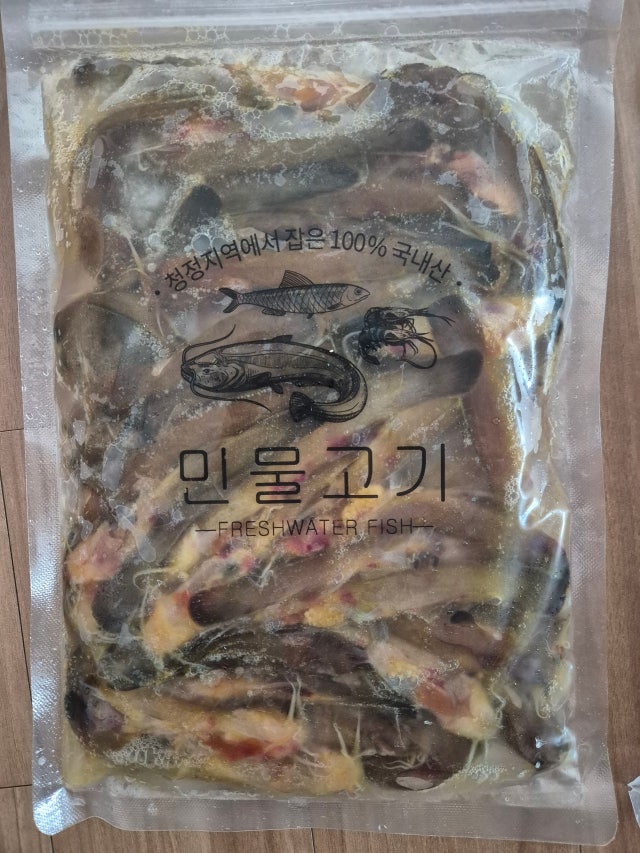 · 청정지역에서 잡은 100% 국내산 ·
민물고기
—FRESHWATER FISH—